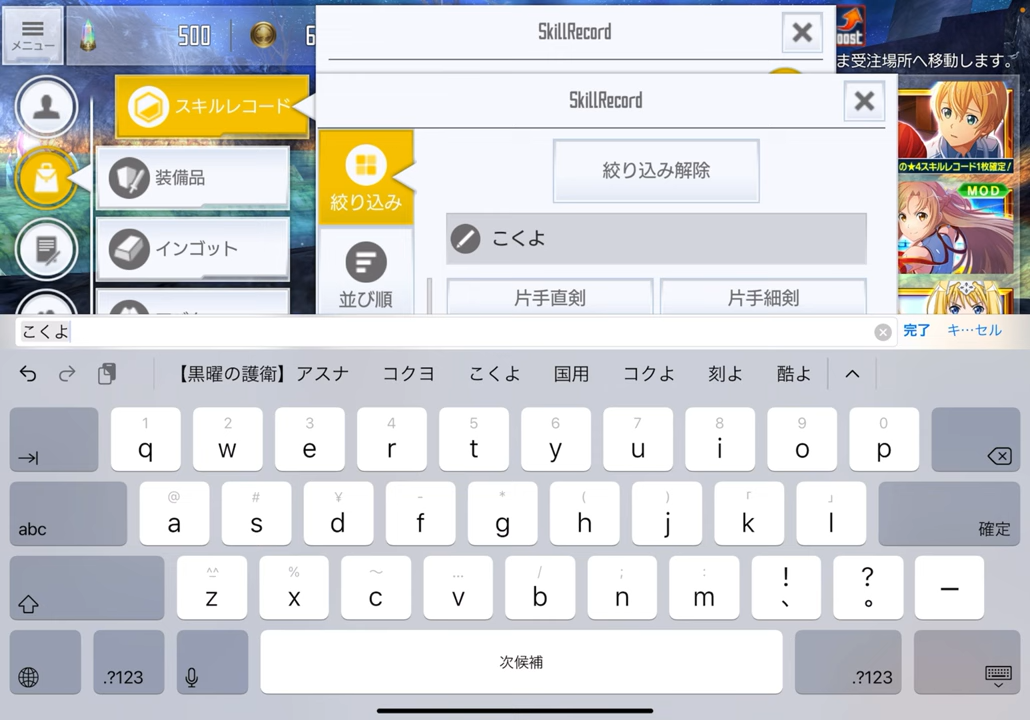 メニュー
500
6
SkillRecord
oost
ま受注場所へ移動します。
SkillRecord
スキルレコード
装備品
インゴット
絞り込み
並び順
絞り込み解除
こくよ
片手直剣
片手細剣
の★4スキルレコード1枚確定!
MOD
こくよ
完了
キ…セル
【黒曜の護衛】アスナ
コクヨ
こくよ
国用
コクよ
刻よ
酷よ
1 2 3 4 5 6 7 8 9 0
q w e r t y u i o p
@ # ¥ - * ( ) 「 」
abc a s d f g h j k l 確定
^^ % 〜 … / ; : ! ?
z x c v b n m 、 。 ー
.?123 次候補 .?123